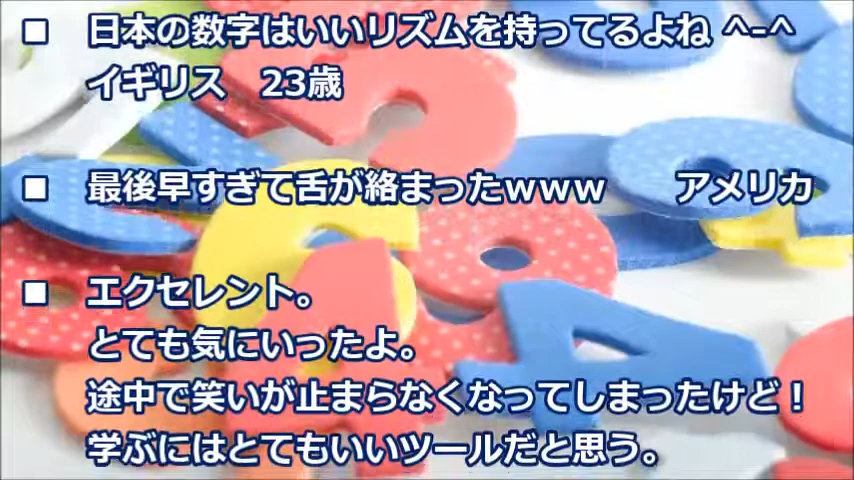 ■ 日本の数字はいいリズムを持ってるよね ^-^
イギリス 23歳
■ 最後早すぎて舌が絡まったwww アメリカ
■ エクセレント。
とても気にいったよ。
途中で笑いが止まらなくなってしまったけど！
学ぶにはとてもいいツールだと思う。